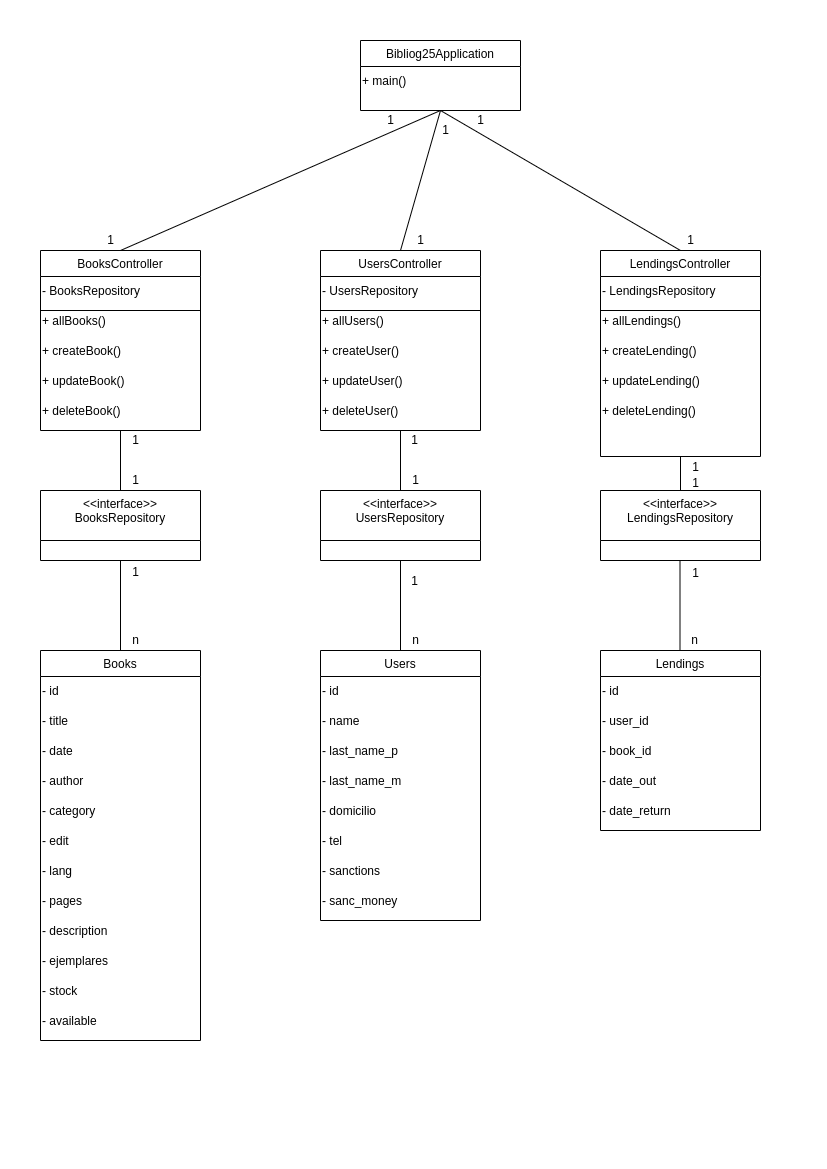 Bibliog25Application
+ main()
1
1
1
1
1
1
BooksController
- BooksRepository
+ allBooks()
+ createBook()
+ updateBook()
+ deleteBook()
UsersController
- UsersRepository
+ allUsers()
+ createUser()
+ updateUser()
+ deleteUser()
LendingsController
- LendingsRepository
+ allLendings()
+ createLending()
+ updateLending()
+ deleteLending()
1
1
1
1
1
1
<<interface>>
BooksRepository
<<interface>>
UsersRepository
<<interface>>
LendingsRepository
1
1
1
n
n
n
Books
- id
- title
- date
- author
- category
- edit
- lang
- pages
- description
- ejemplares
- stock
- available
Users
- id
- name
- last_name_p
- last_name_m
- domicilio
- tel
- sanctions
- sanc_money
Lendings
- id
- user_id
- book_id
- date_out
- date_return